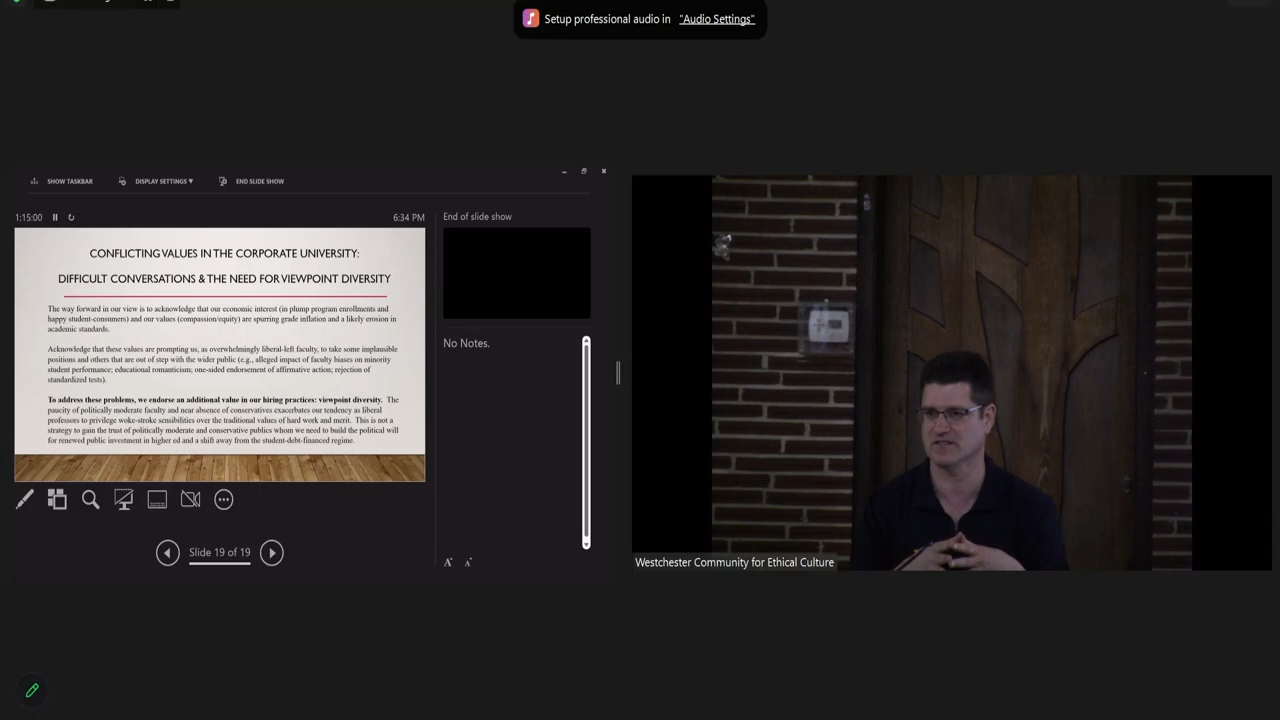 Setup professional audio in "Audio Settings"
SHOW TASKBAR
DISPLAY SETTINGS ▼
END SLIDE SHOW
1:15:00
6:34 PM
CONFLICTING VALUES IN THE CORPORATE UNIVERSITY:
DIFFICULT CONVERSATIONS & THE NEED FOR VIEWPOINT DIVERSITY
The way forward in our view is to acknowledge that our economic interest (in plump program enrollments and
happy student-consumers) and our values (compassion/equity) are spurring grade inflation and a likely erosion in
academic standards.
Acknowledge that these values are prompting us, as overwhelmingly liberal-left faculty, to take some implausible
positions and others that are out of step with the wider public (e.g., alleged impact of faculty biases on minority
student performance; educational romanticism; one-sided endorsement of affirmative action; rejection of
standardized tests).
To address these problems, we endorse an additional value in our hiring practices: viewpoint diversity. The
paucity of politically moderate faculty and near absence of conservatives exacerbates our tendency as liberal
professors to privilege woke-stroke sensibilities over the traditional values of hard work and merit. This is not a
strategy to gain the trust of politically moderate and conservative publics whom we need to build the political will
for renewed public investment in higher ed and a shift away from the student-debt-financed regime.
Slide 19 of 19
End of slide show
No Notes.
A
A
Westchester Community for Ethical Culture